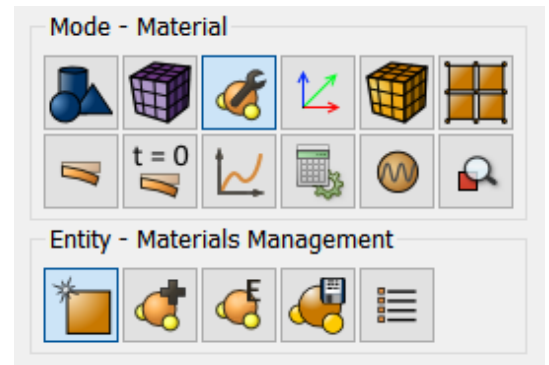 Mode - Material
t = 0
Entity - Materials Management
E